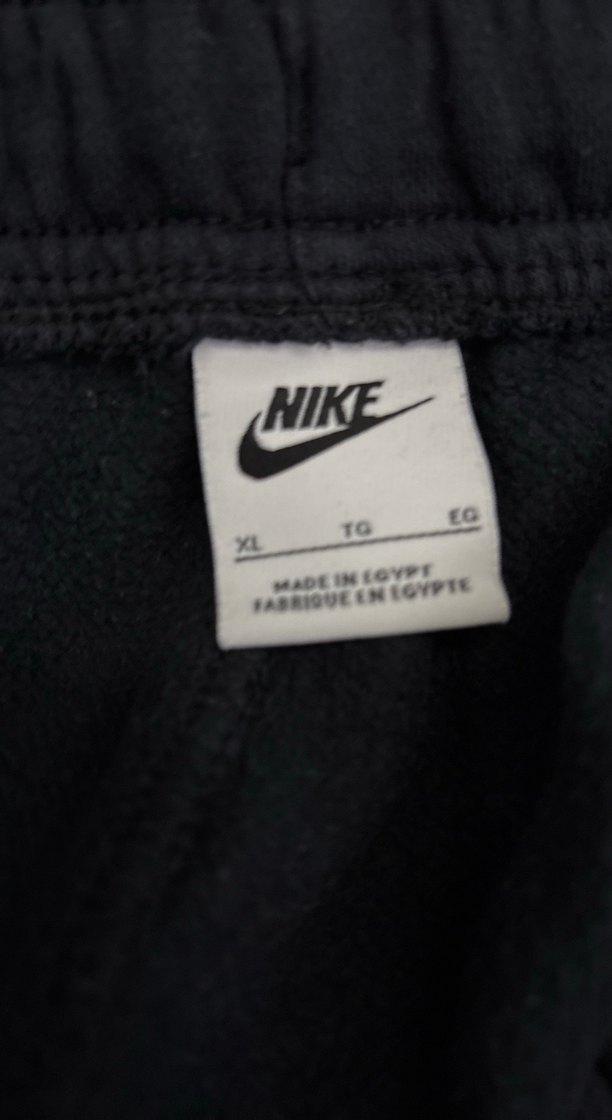 NIKE
XL TG EG
MADE IN EGYPT
FABRIQUE EN EGYPTE